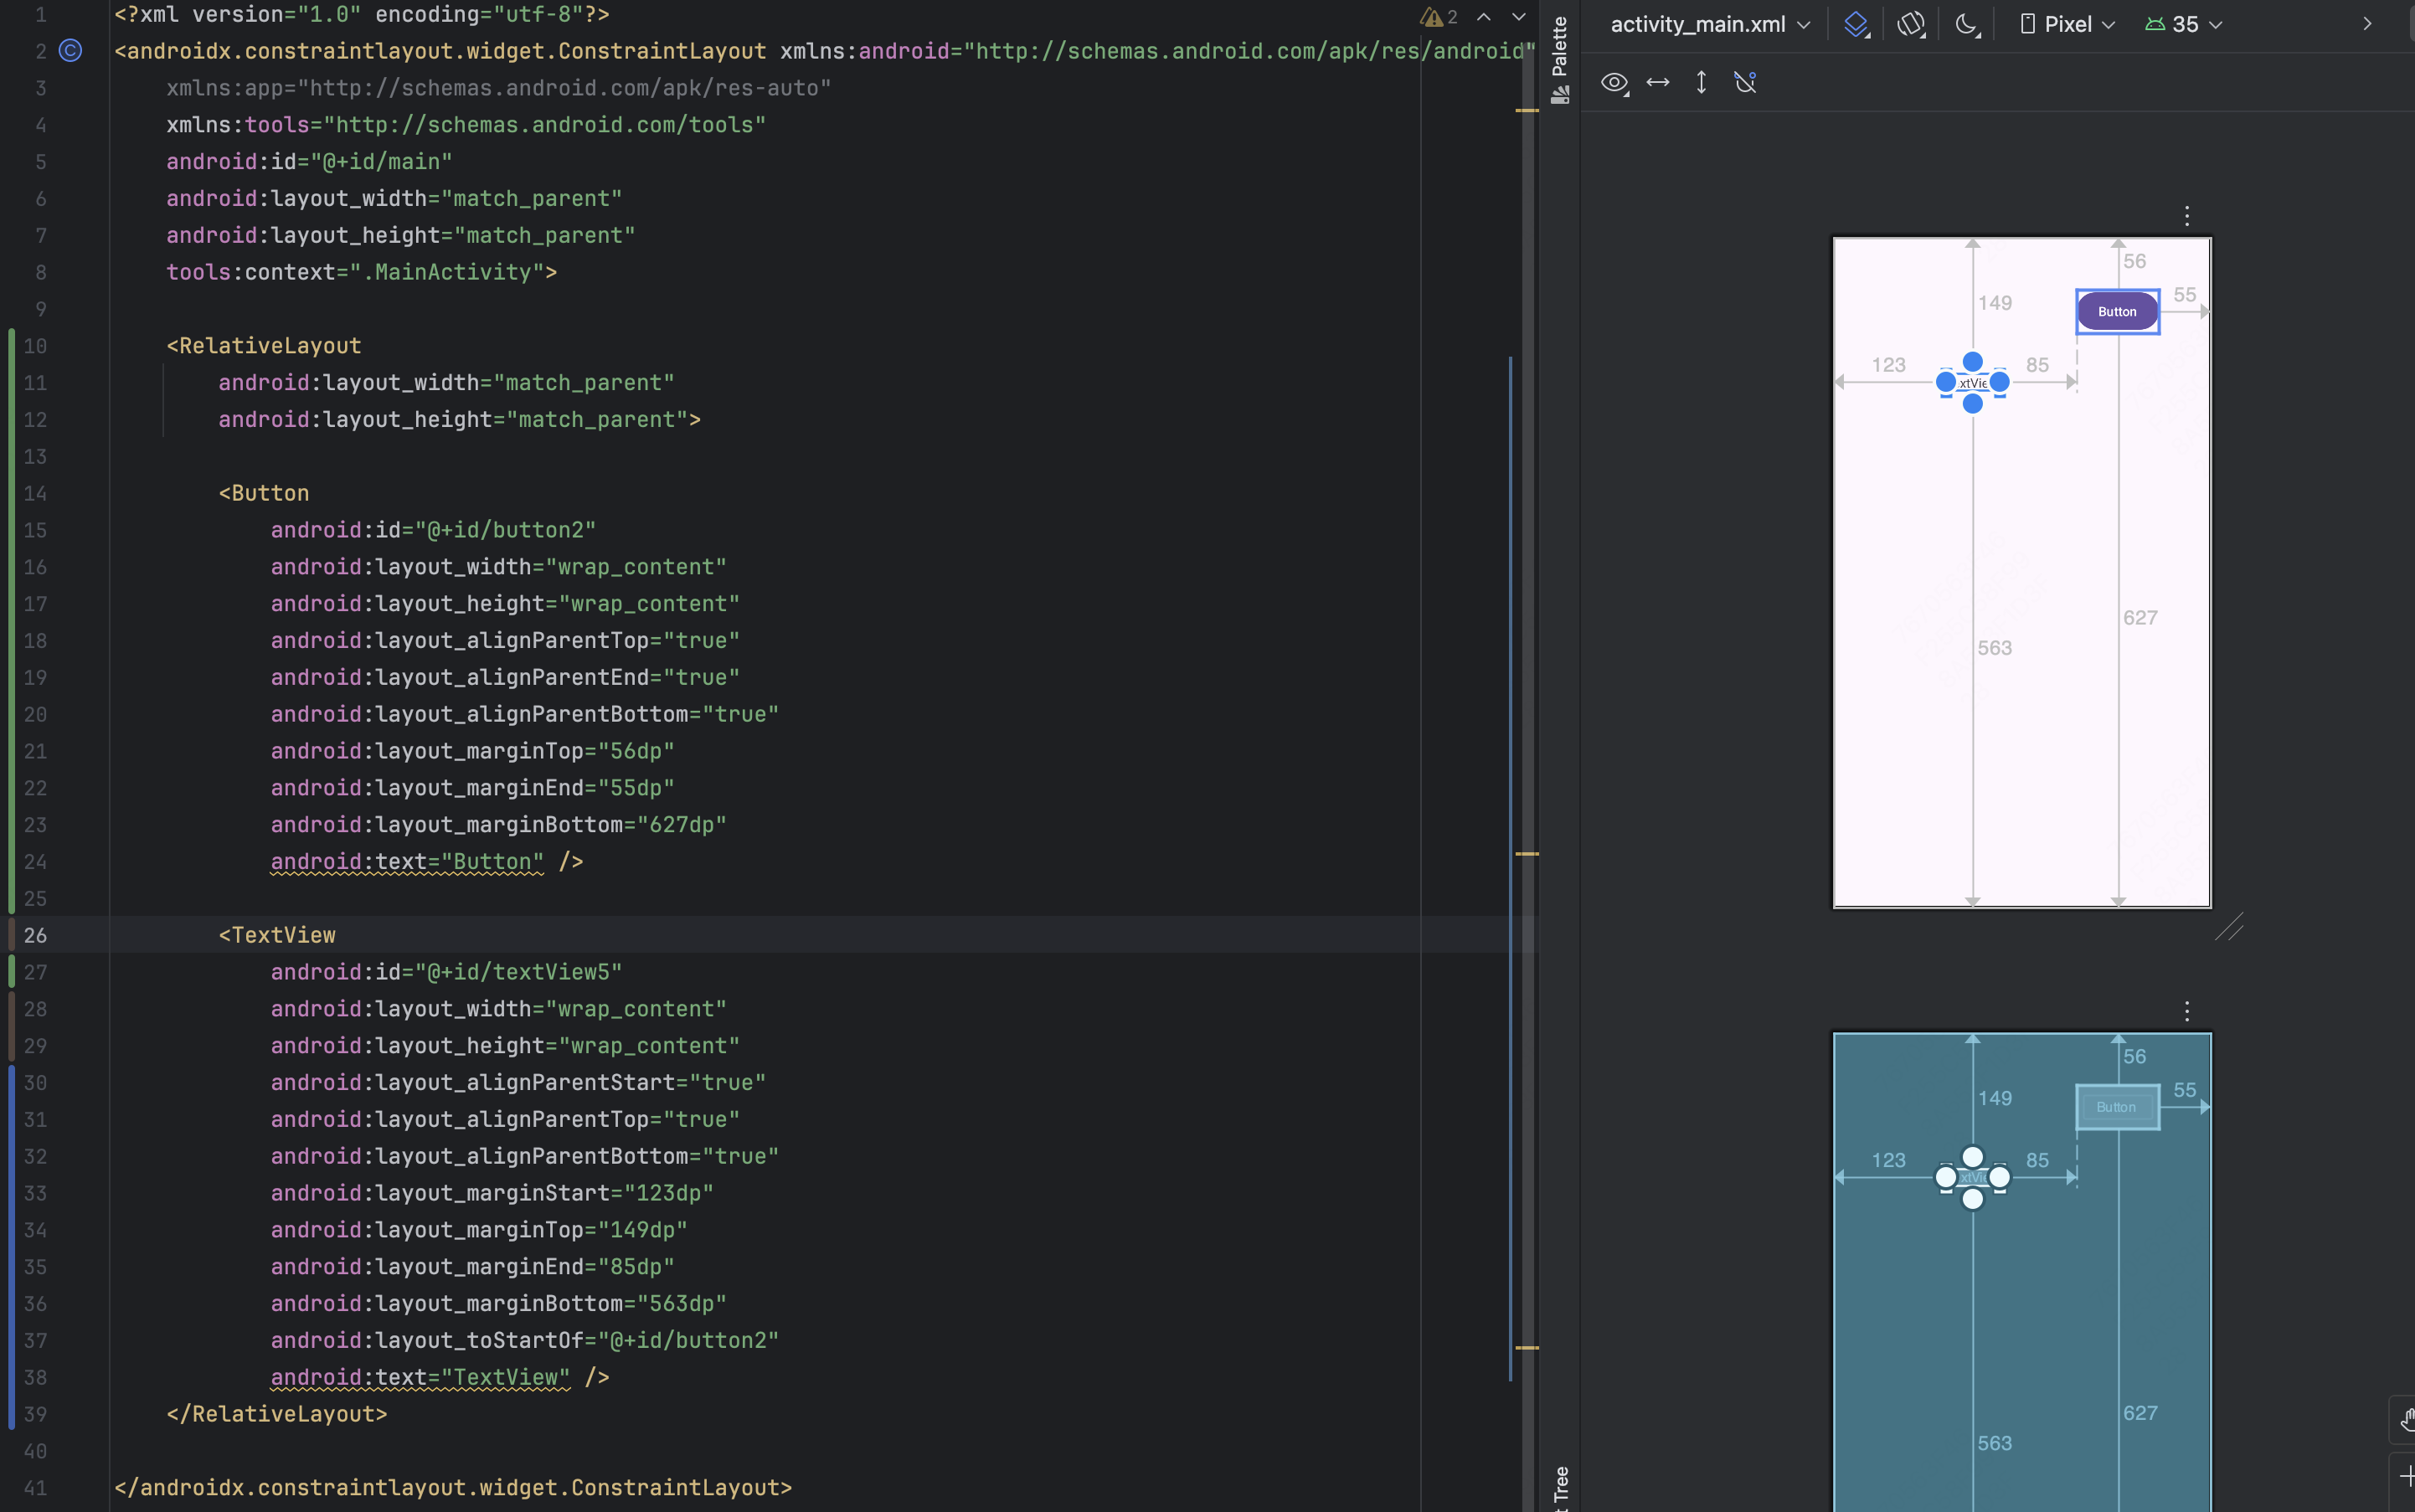 1 <?xml version="1.0" encoding="utf-8"?>
2 <androidx.constraintlayout.widget.ConstraintLayout xmlns:android="http://schemas.android.com/apk/res/android"
3 xmlns:app="http://schemas.android.com/apk/res-auto"
4 xmlns:tools="http://schemas.android.com/tools"
5 android:id="@+id/main"
6 android:layout_width="match_parent"
7 android:layout_height="match_parent"
8 tools:context=".MainActivity">
9
10 <RelativeLayout
11 android:layout_width="match_parent"
12 android:layout_height="match_parent">
13
14 <Button
15 android:id="@+id/button2"
16 android:layout_width="wrap_content"
17 android:layout_height="wrap_content"
18 android:layout_alignParentTop="true"
19 android:layout_alignParentEnd="true"
20 android:layout_alignParentBottom="true"
21 android:layout_marginTop="56dp"
22 android:layout_marginEnd="55dp"
23 android:layout_marginBottom="627dp"
24 android:text="Button" />
25
26 <TextView
27 android:id="@+id/textView5"
28 android:layout_width="wrap_content"
29 android:layout_height="wrap_content"
30 android:layout_alignParentStart="true"
31 android:layout_alignParentTop="true"
32 android:layout_alignParentBottom="true"
33 android:layout_marginStart="123dp"
34 android:layout_marginTop="149dp"
35 android:layout_marginEnd="85dp"
36 android:layout_marginBottom="563dp"
37 android:layout_toStartOf="@+id/button2"
38 android:text="TextView" />
39 </RelativeLayout>
40
41 </androidx.constraintlayout.widget.ConstraintLayout>
2
Palette
t Tree
activity_main.xml
Pixel
35
56
149
55
Button
123
85
xtVie
627
563
56
149
55
Button
123
85
xtVie
627
563